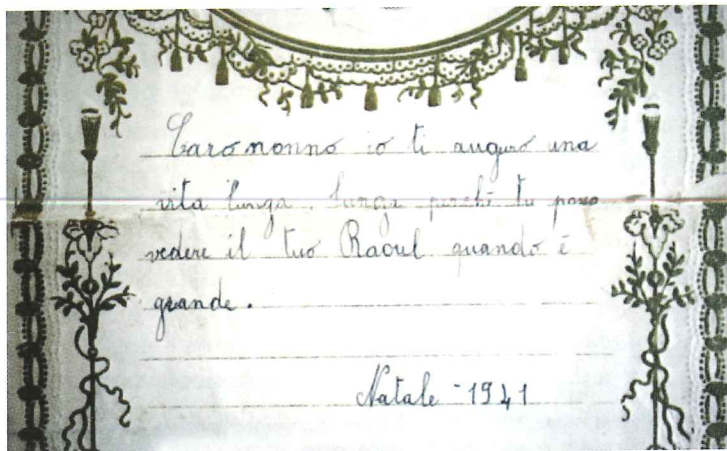 Caro nonno io ti auguro una
vita lunga, lunga perchè tu possa
vedere il tuo Raoul quando è
grande.
Natale - 1941